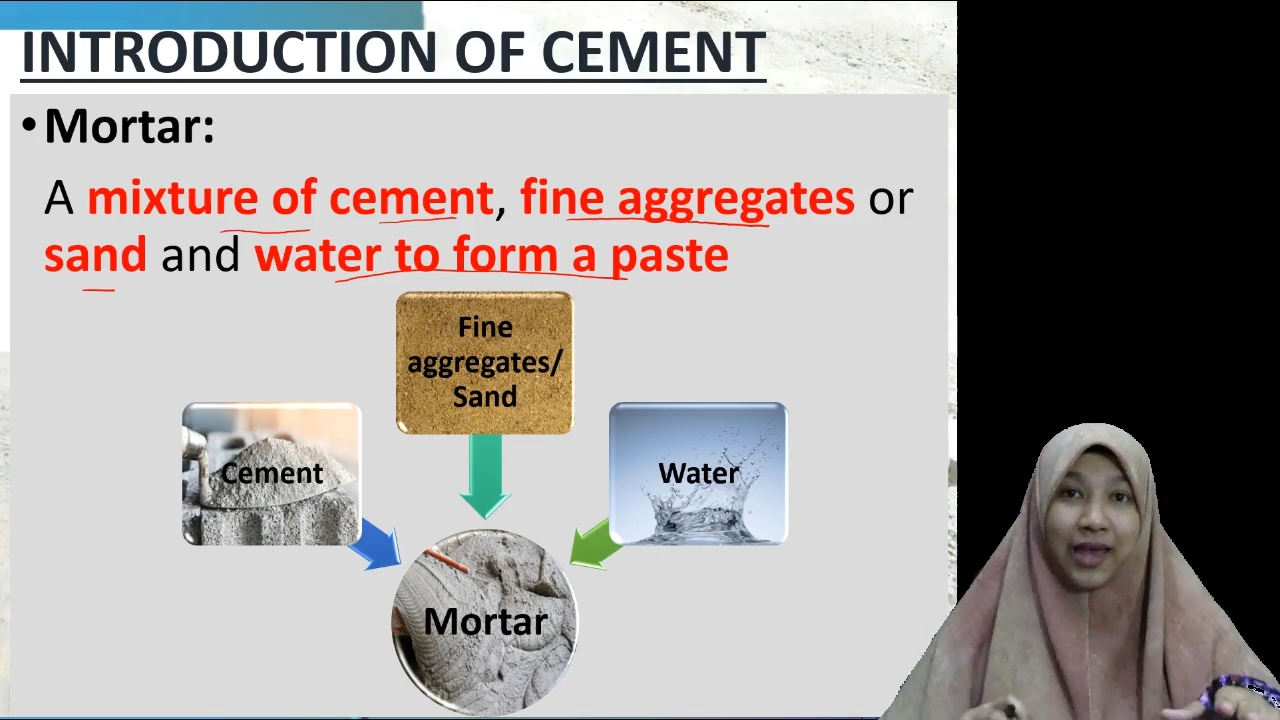 INTRODUCTION OF CEMENT
•Mortar:
A mixture of cement, fine aggregates or
sand and water to form a paste
Fine
aggregates/
Sand
Cement
Water
Mortar